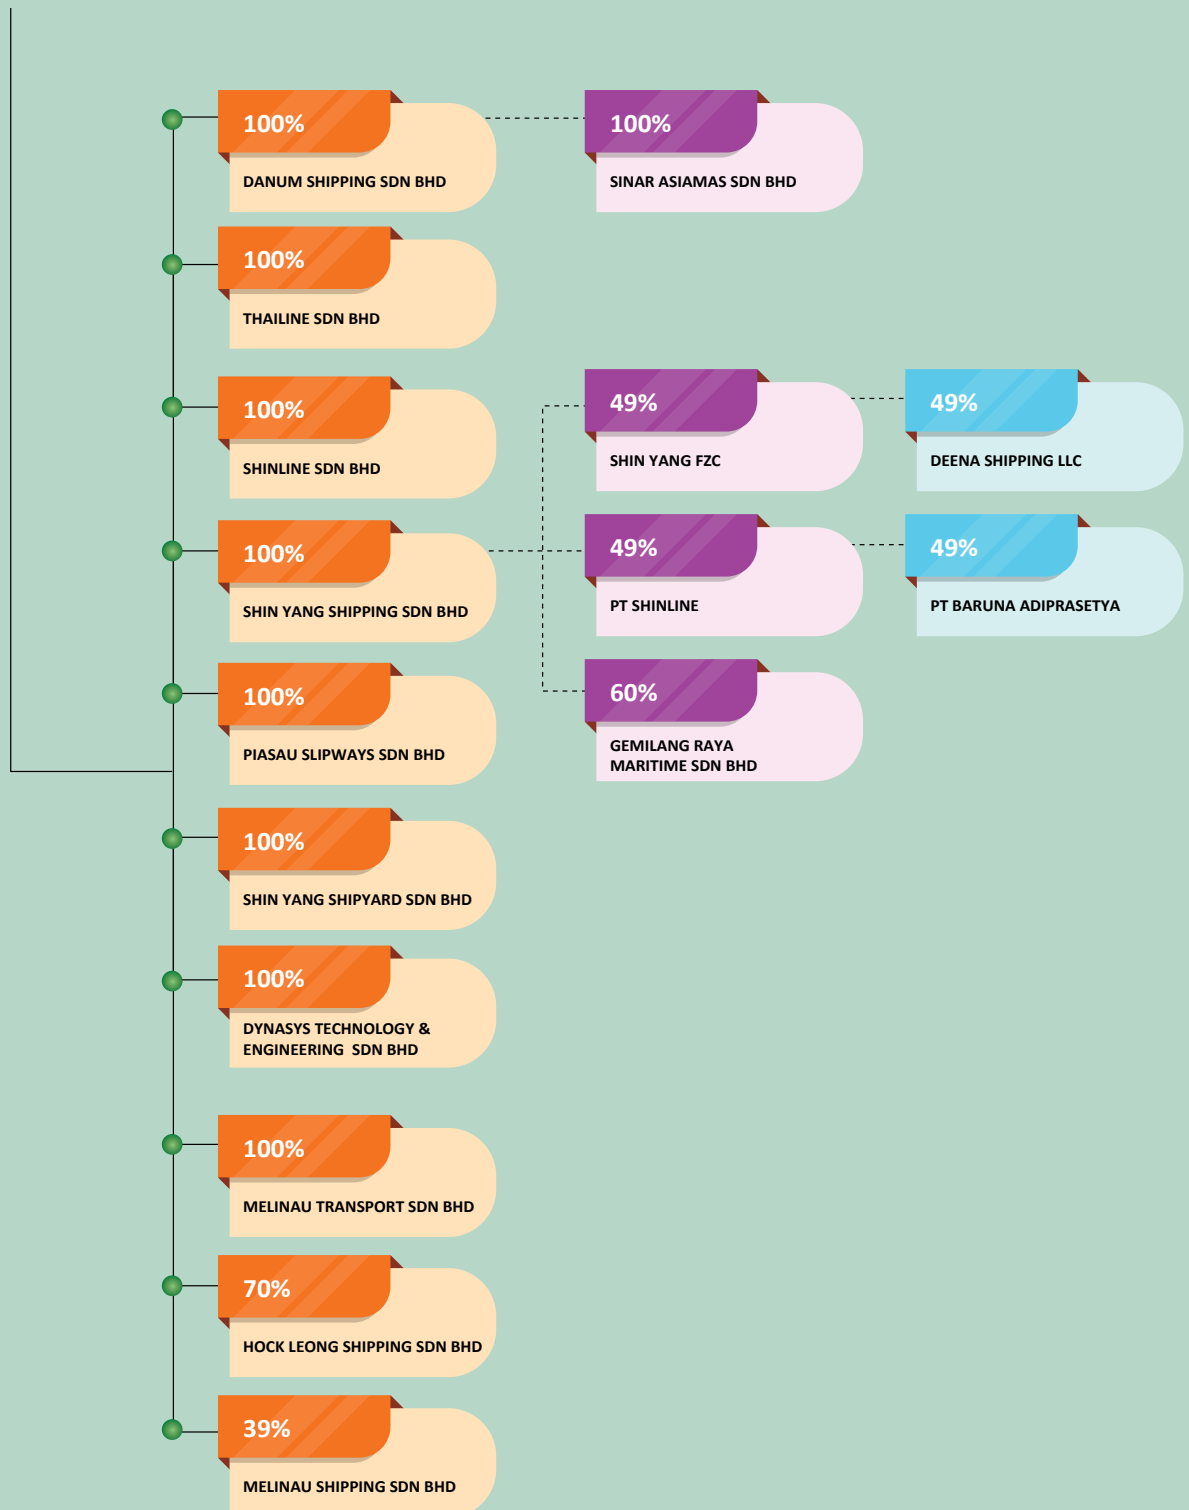 100%
DANUM SHIPPING SDN BHD
100%
SINAR ASIAMAS SDN BHD
100%
THAILINE SDN BHD
100%
SHINLINE SDN BHD
49%
SHIN YANG FZC
49%
DEENA SHIPPING LLC
100%
SHIN YANG SHIPPING SDN BHD
49%
PT SHINLINE
49%
PT BARUNA ADIPRASETYA
60%
GEMILANG RAYA
MARITIME SDN BHD
100%
PIASAU SLIPWAYS SDN BHD
100%
SHIN YANG SHIPYARD SDN BHD
100%
DYNASYS TECHNOLOGY &
ENGINEERING  SDN BHD
100%
MELINAU TRANSPORT SDN BHD
70%
HOCK LEONG SHIPPING SDN BHD
39%
MELINAU SHIPPING SDN BHD